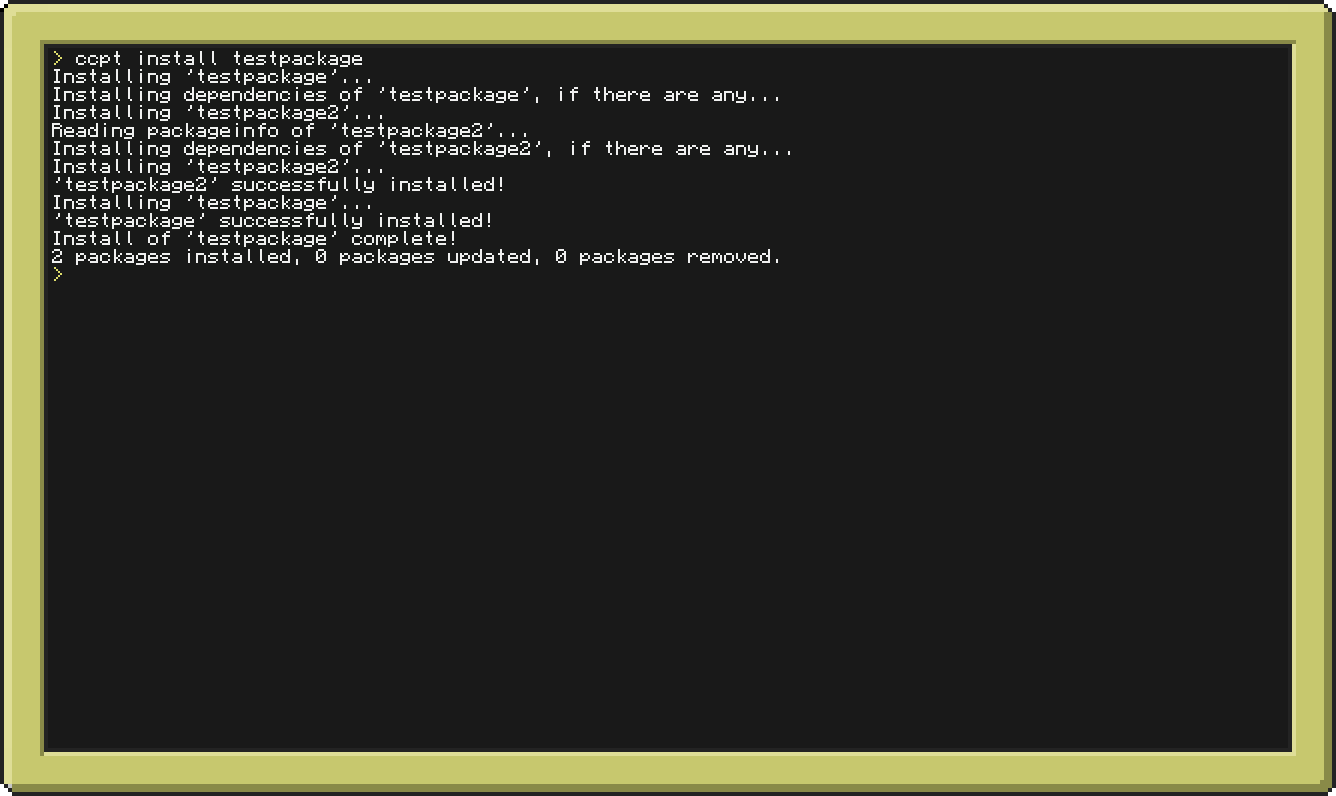 > ccpt install testpackage
Installing 'testpackage'...
Installing dependencies of 'testpackage', if there are any...
Installing 'testpackage2'...
Reading packageinfo of 'testpackage2'...
Installing dependencies of 'testpackage2', if there are any...
Installing 'testpackage2'...
'testpackage2' successfully installed!
Installing 'testpackage'...
'testpackage' successfully installed!
Install of 'testpackage' complete!
2 packages installed, 0 packages updated, 0 packages removed.
>